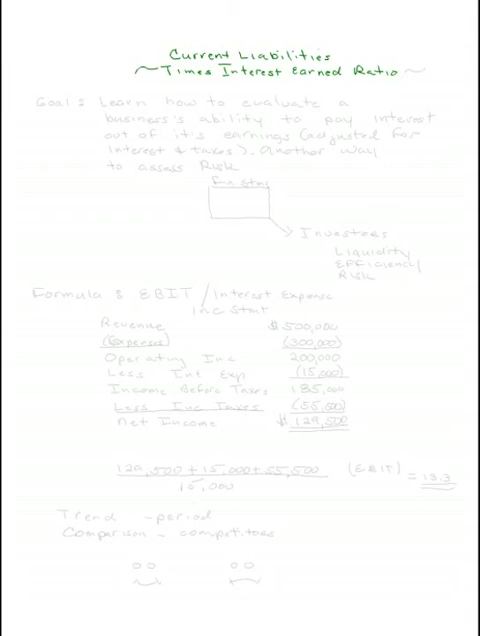 Current Liabilities
~ Times Interest Earned Ratio ~
Goal: Learn how to evaluate a
business's ability to pay interest
out of it's earnings (adjusted for
interest & taxes). Another way
to assess Risk
Fin Stmt
Investors
Liquidity
Efficiency
Risk
Formula: EBIT / Interest Expense
Inc Stmt
Revenue $500,000
(Expenses) (300,000)
Operating Inc 200,000
Less Int Exp (15,000)
Income Before Taxes 185,000
Less Inc Taxes (55,500)
Net Income $129,500
129,500 + 15,000 + 55,500 (EBIT) = 13.3
15,000
Trend - period
Comparison - competitors